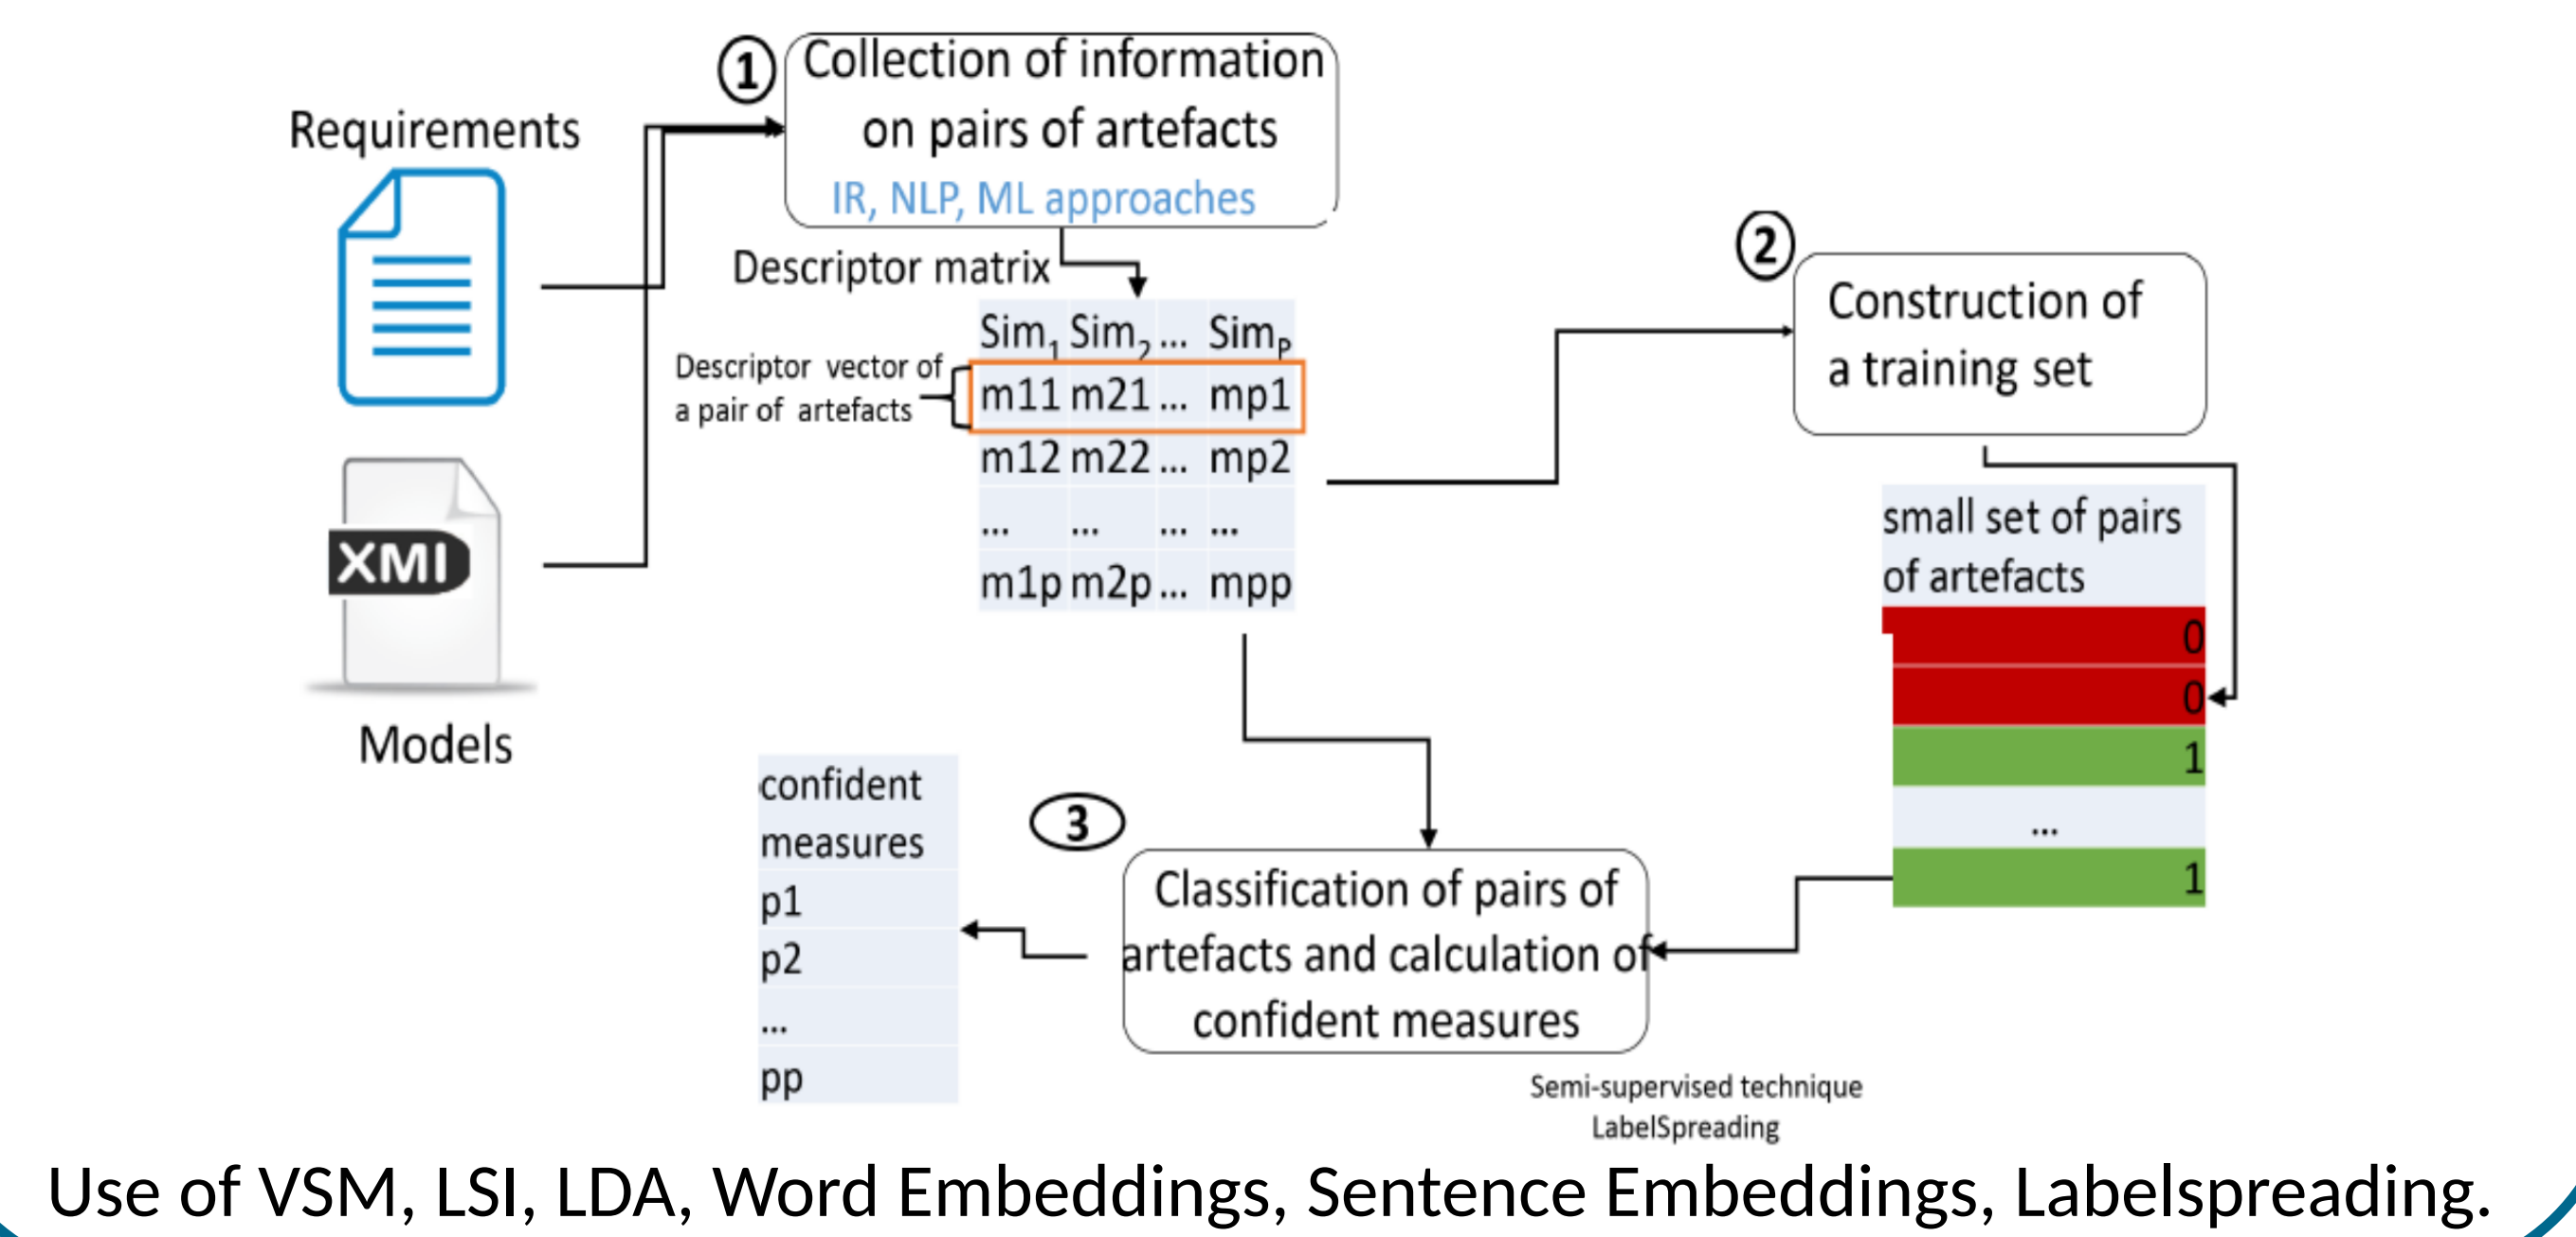 1
Collection of information
on pairs of artefacts
IR, NLP, ML approaches
Requirements
XMI
Models
Descriptor matrix
Sim1 Sim2 ... SimP
Descriptor vector of
a pair of artefacts
m11 m21 ... mp1
m12 m22 ... mp2
... ... ... ...
m1p m2p ... mpp
2
Construction of
a training set
small set of pairs
of artefacts
0
0
1
...
1
3
Classification of pairs of
artefacts and calculation of
confident measures
Semi-supervised technique
LabelSpreading
confident
measures
p1
p2
...
pp
Use of VSM, LSI, LDA, Word Embeddings, Sentence Embeddings, Labelspreading.